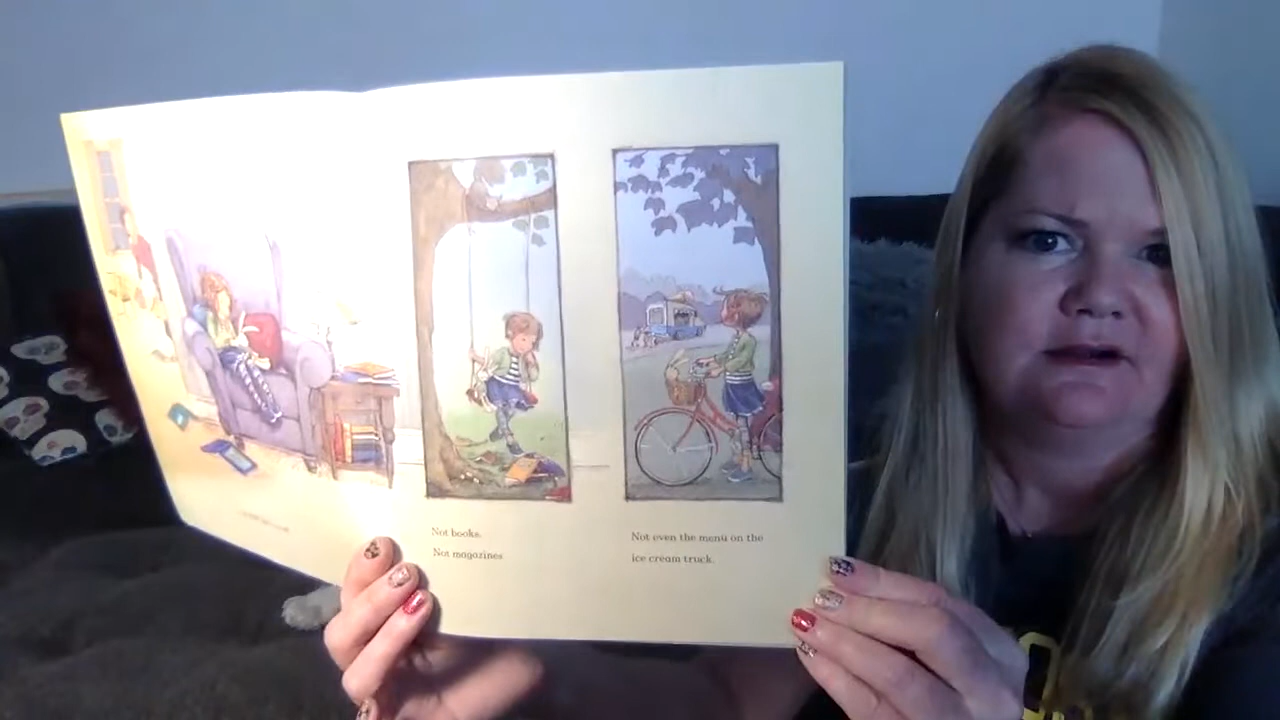 Not books.
Not magazines
Not even the menu on the
ice cream truck.